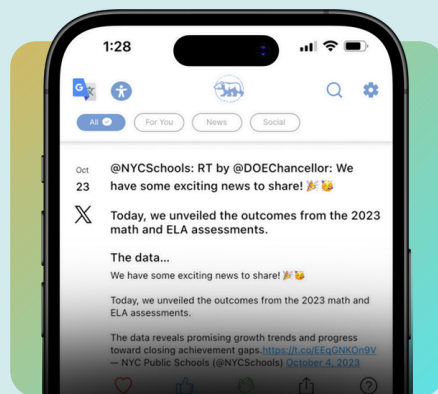 1:28
All
For You
News
Social
Oct
23
@NYCSchools: RT by @DOEChancellor: We
have some exciting news to share! 🎉🥳
Today, we unveiled the outcomes from the 2023
math and ELA assessments.
The data...
We have some exciting news to share! 🎉🥳
Today, we unveiled the outcomes from the 2023 math and
ELA assessments.
The data reveals promising growth trends and progress
toward closing achievement gaps.https://t.co/EEqGNKOn9V
— NYC Public Schools (@NYCSchools) October 4, 2023